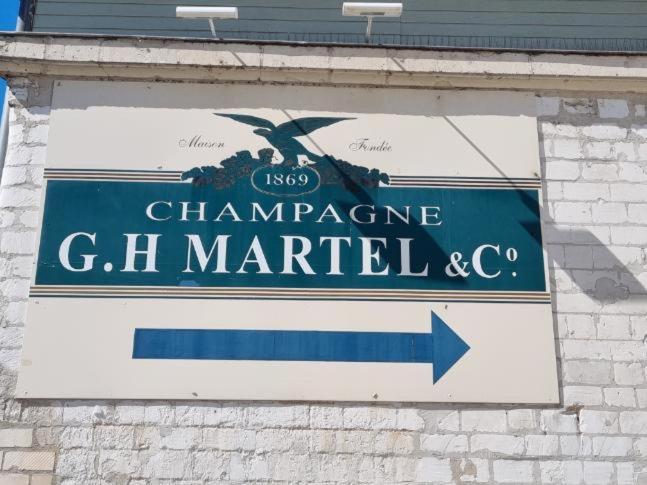 Maison Fondée
1869
CHAMPAGNE
G.H MARTEL & Cº.